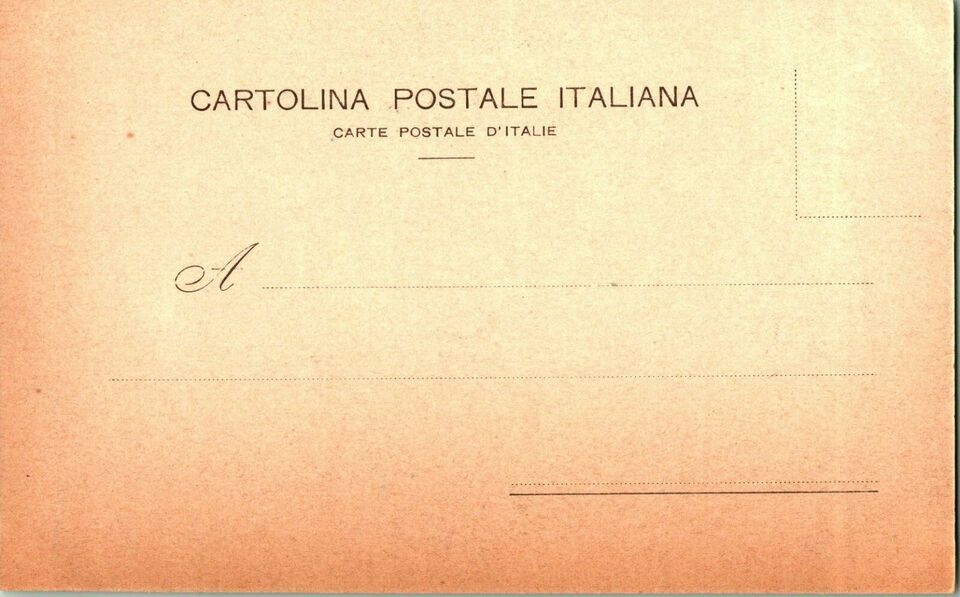 CARTOLINA POSTALE ITALIANA
CARTE POSTALE D'ITALIE
A